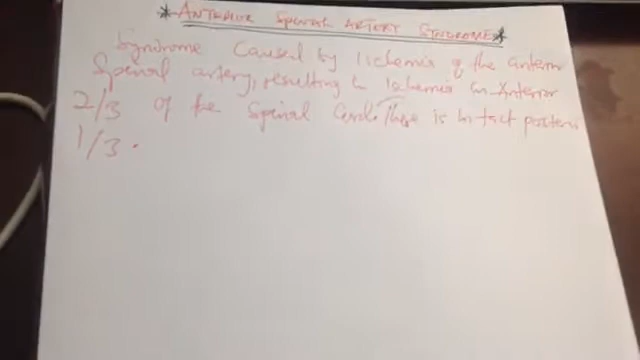 *ANTERIOR SPINAL ARTERY SYNDROME*
Syndrome caused by Ischemia of the anterior
Spinal artery, resulting in Ischemia in Anterior
2/3 of the Spinal Cord. There is intact posterior
1/3.